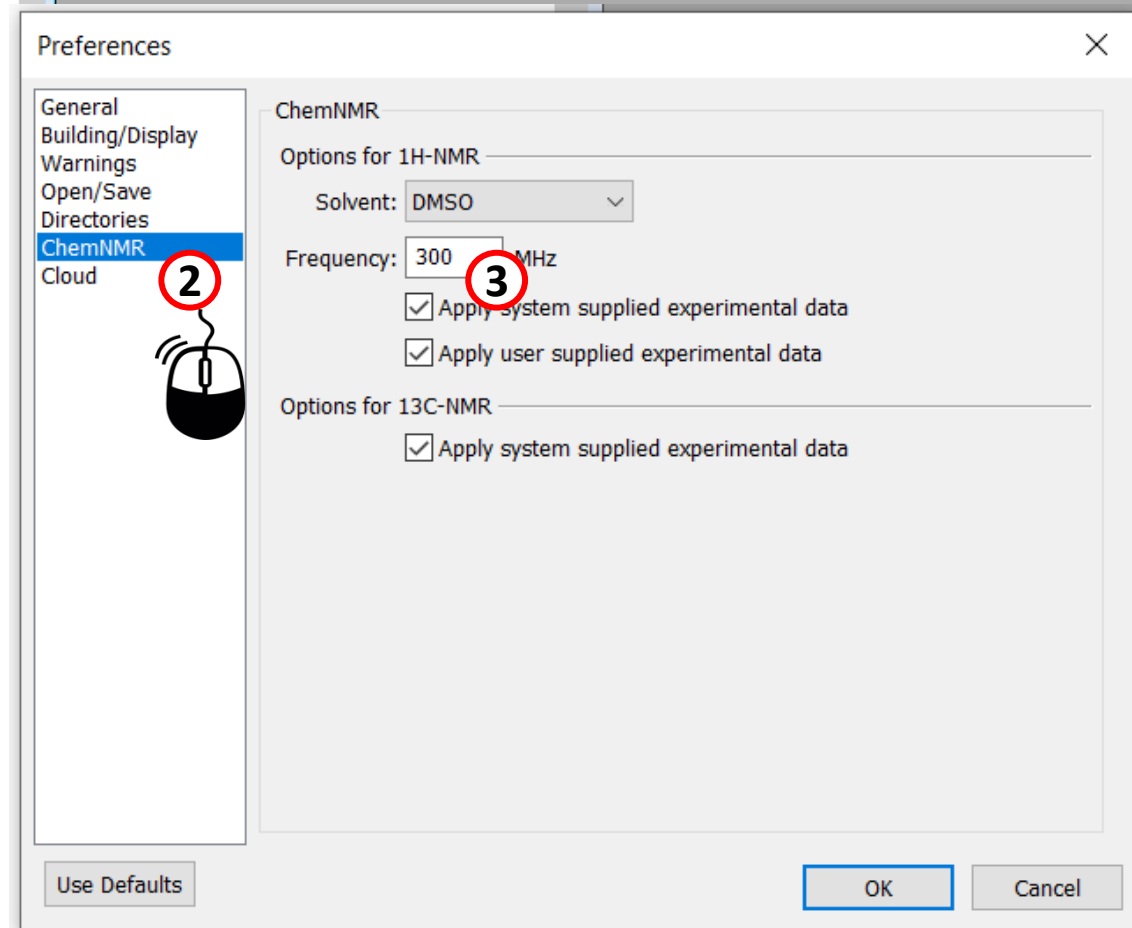 Preferences
General
Building/Display
Warnings
Open/Save
Directories
ChemNMR
Cloud
2
ChemNMR
Options for 1H-NMR
Solvent: DMSO
Frequency: 300 MHz
3
Apply system supplied experimental data
Apply user supplied experimental data
Options for 13C-NMR
Apply system supplied experimental data
Use Defaults
OK
Cancel